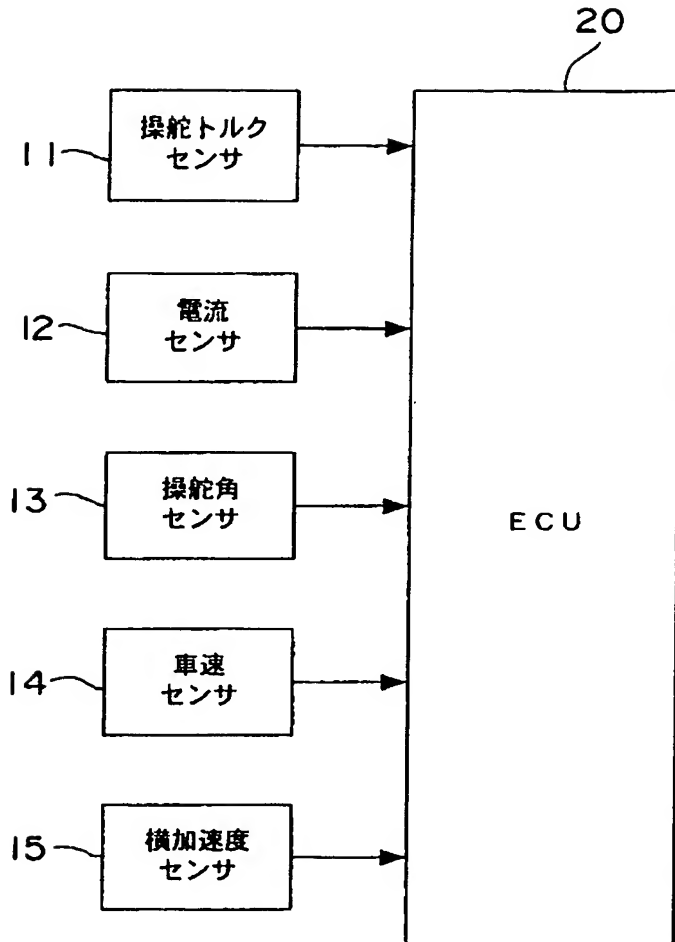 20
操舵トルク
センサ
11
電流
センサ
12
操舵角
センサ
13
ECU
車速
センサ
14
横加速度
センサ
15